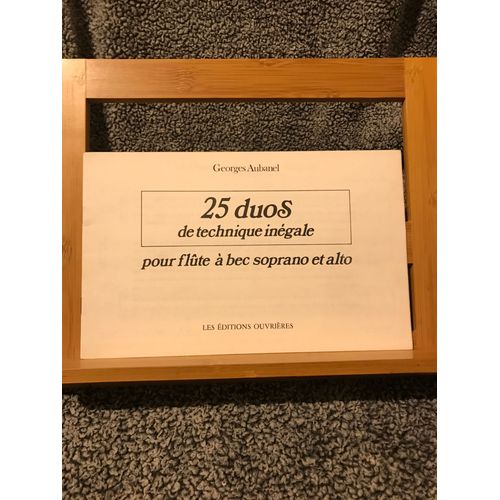 Georges Aubanel
25 duos
de technique inégale
pour flûte à bec soprano et alto
LES ÉDITIONS OUVRIÈRES